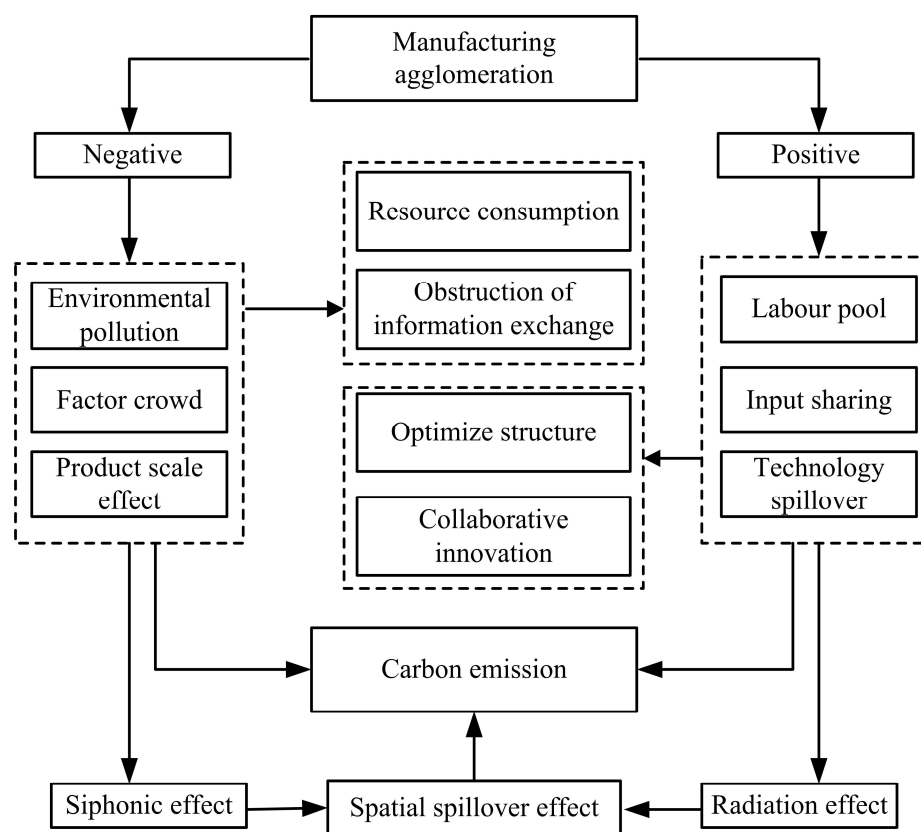 Manufacturing
agglomeration
Negative
Positive
Resource consumption
Obstruction of
information exchange
Environmental
pollution
Factor crowd
Product scale
effect
Labour pool
Input sharing
Technology
spillover
Optimize structure
Collaborative
innovation
Carbon emission
Siphonic effect
Spatial spillover effect
Radiation effect